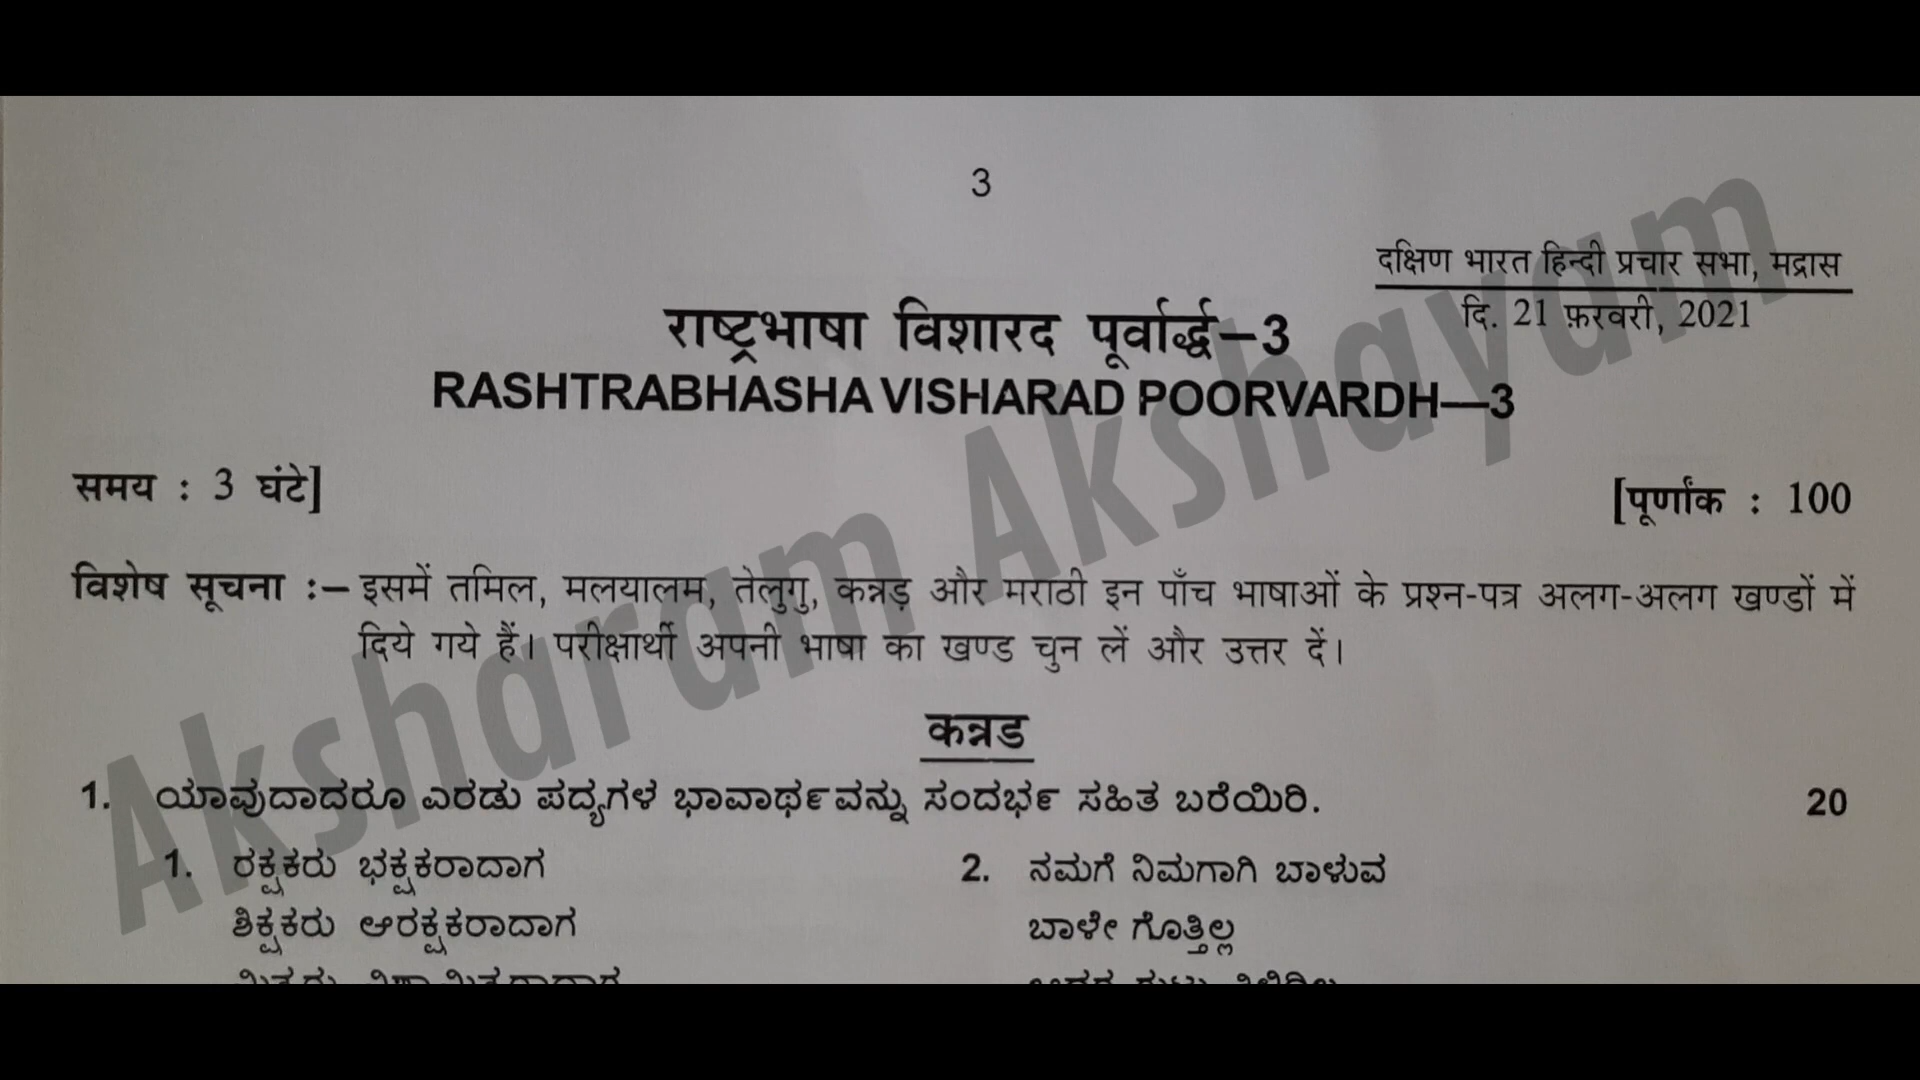 3
दक्षिण भारत हिन्दी प्रचार सभा, मद्रास
दि. 21 फ़रवरी, 2021
राष्ट्रभाषा विशारद पूर्वार्द्ध–3
RASHTRABHASHA VISHARAD POORVARDH—3
समय : 3 घंटे]
[पूर्णांक : 100
विशेष सूचना :– इसमें तमिल, मलयालम, तेलुगु, कन्नड़ और मराठी इन पाँच भाषाओं के प्रश्न-पत्र अलग-अलग खण्डों में
दिये गये हैं। परीक्षार्थी अपनी भाषा का खण्ड चुन लें और उत्तर दें।
कन्नड
1. ಯಾವುದಾದರೂ ಎರಡು ಪದ್ಯಗಳ ಭಾವಾರ್ಥವನ್ನು ಸಂದರ್ಭ ಸಹಿತ ಬರೆಯಿರಿ. 20
1. ರಕ್ಷಕರು ಭಕ್ಷಕರಾದಾಗ
ಶಿಕ್ಷಕರು ಆರಕ್ಷಕರಾದಾಗ
2. ನಮಗೆ ನಿಮಗಾಗಿ ಬಾಳುವ
ಬಾಳೇ ಗೊತ್ತಿಲ್ಲ
Aksharam Akshayam